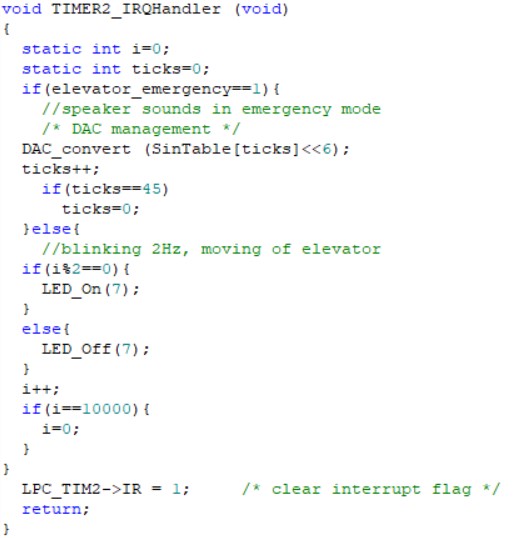 void TIMER2_IRQHandler (void)
{
  static int i=0;
  static int ticks=0;
  if(elevator_emergency==1){
    //speaker sounds in emergency mode
    /* DAC management */
  DAC_convert (SinTable[ticks]<<6);
  ticks++;
    if(ticks==45)
      ticks=0;
  }else{
    //blinking 2Hz, moving of elevator
  if(i%2==0){
    LED_On(7);
  }
  else{
    LED_Off(7);
  }
  i++;
  if(i==10000){
    i=0;
  }
}
  LPC_TIM2->IR = 1;     /* clear interrupt flag */
  return;
}